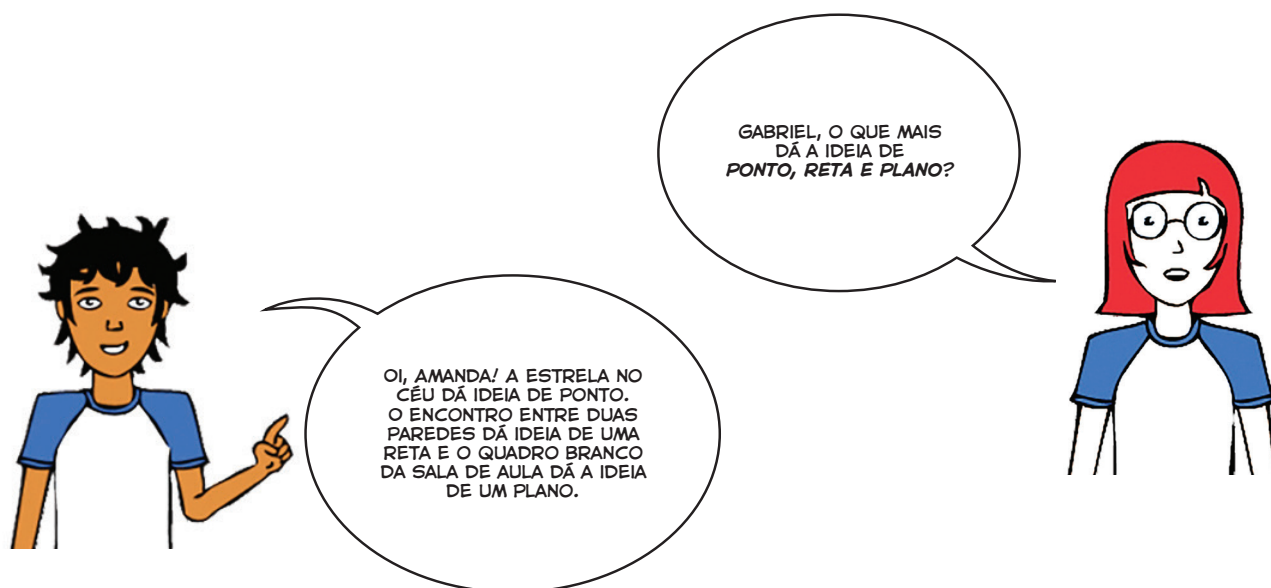 GABRIEL, O QUE MAIS
DÁ A IDEIA DE
PONTO, RETA E PLANO?
OI, AMANDA! A ESTRELA NO
CÉU DÁ IDEIA DE PONTO.
O ENCONTRO ENTRE DUAS
PAREDES DÁ IDEIA DE UMA
RETA E O QUADRO BRANCO
DA SALA DE AULA DÁ A IDEIA
DE UM PLANO.